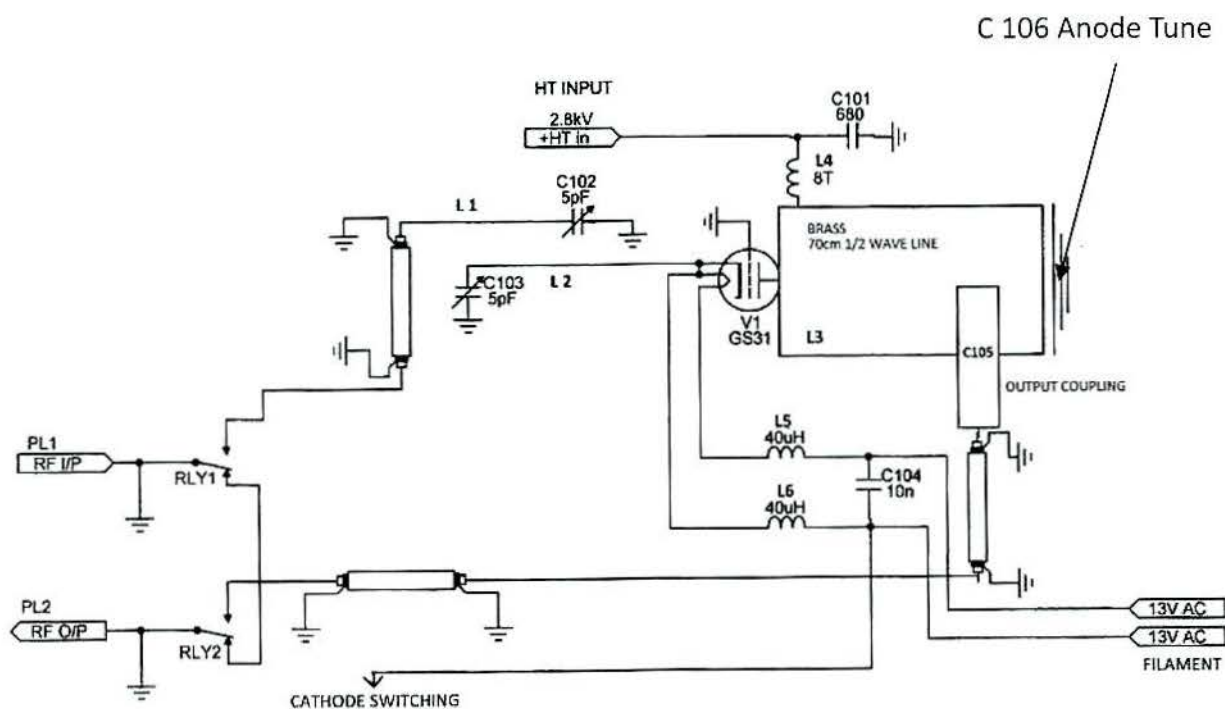 C 106 Anode Tune
HT INPUT
2.8kV
+HT in
C101
680
L4
8T
C102
5pF
L 1
BRASS
70cm 1/2 WAVE LINE
C103
5pF
L 2
V1
GS31
L3
C105
OUTPUT COUPLING
L5
40uH
C104
10n
L6
40uH
PL1
RF I/P
RLY1
PL2
RF O/P
RLY2
13V AC
13V AC
FILAMENT
CATHODE SWITCHING